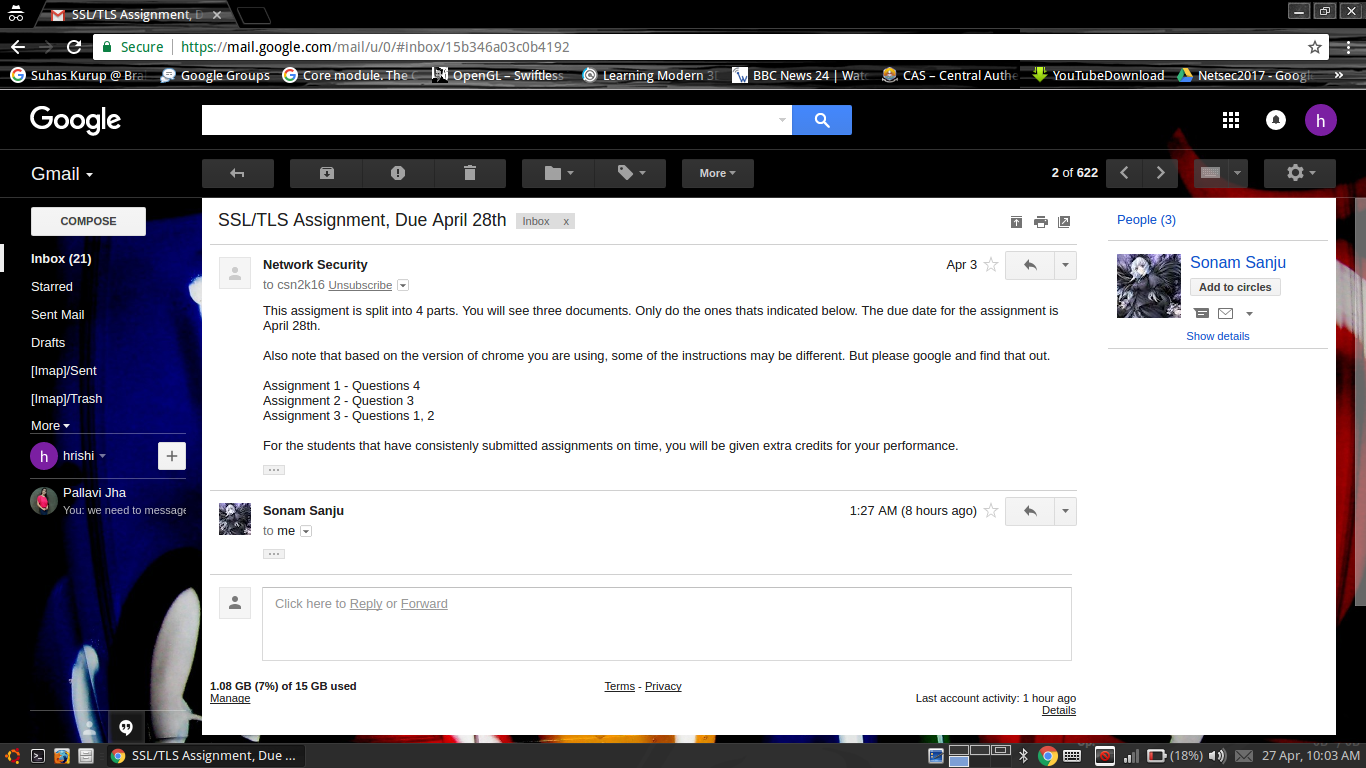 SSL/TLS Assignment, D
Secure https://mail.google.com/mail/u/0/#inbox/15b346a03c0b4192
Suhas Kurup @ Bra Google Groups Core module. The C OpenGL – Swiftless Learning Modern 3D BBC News 24 | Wat CAS – Central Authe YouTubeDownload Netsec2017 - Google »
Google
h
Gmail
More
2 of 622
COMPOSE
SSL/TLS Assignment, Due April 28th Inbox x
People (3)
Inbox (21)
Starred
Sent Mail
Drafts
[Imap]/Sent
[Imap]/Trash
More
h hrishi
Pallavi Jha
You: we need to message
Network Security Apr 3
to csn2k16 Unsubscribe
This assigment is split into 4 parts. You will see three documents. Only do the ones thats indicated below. The due date for the assignment is
April 28th.
Also note that based on the version of chrome you are using, some of the instructions may be different. But please google and find that out.
Assignment 1 - Questions 4
Assignment 2 - Question 3
Assignment 3 - Questions 1, 2
For the students that have consistenly submitted assignments on time, you will be given extra credits for your performance.
Sonam Sanju 1:27 AM (8 hours ago)
to me
Click here to Reply or Forward
Sonam Sanju
Add to circles
Show details
1.08 GB (7%) of 15 GB used
Manage
Terms - Privacy
Last account activity: 1 hour ago
Details
SSL/TLS Assignment, Due ...
(18%) 27 Apr, 10:03 AM